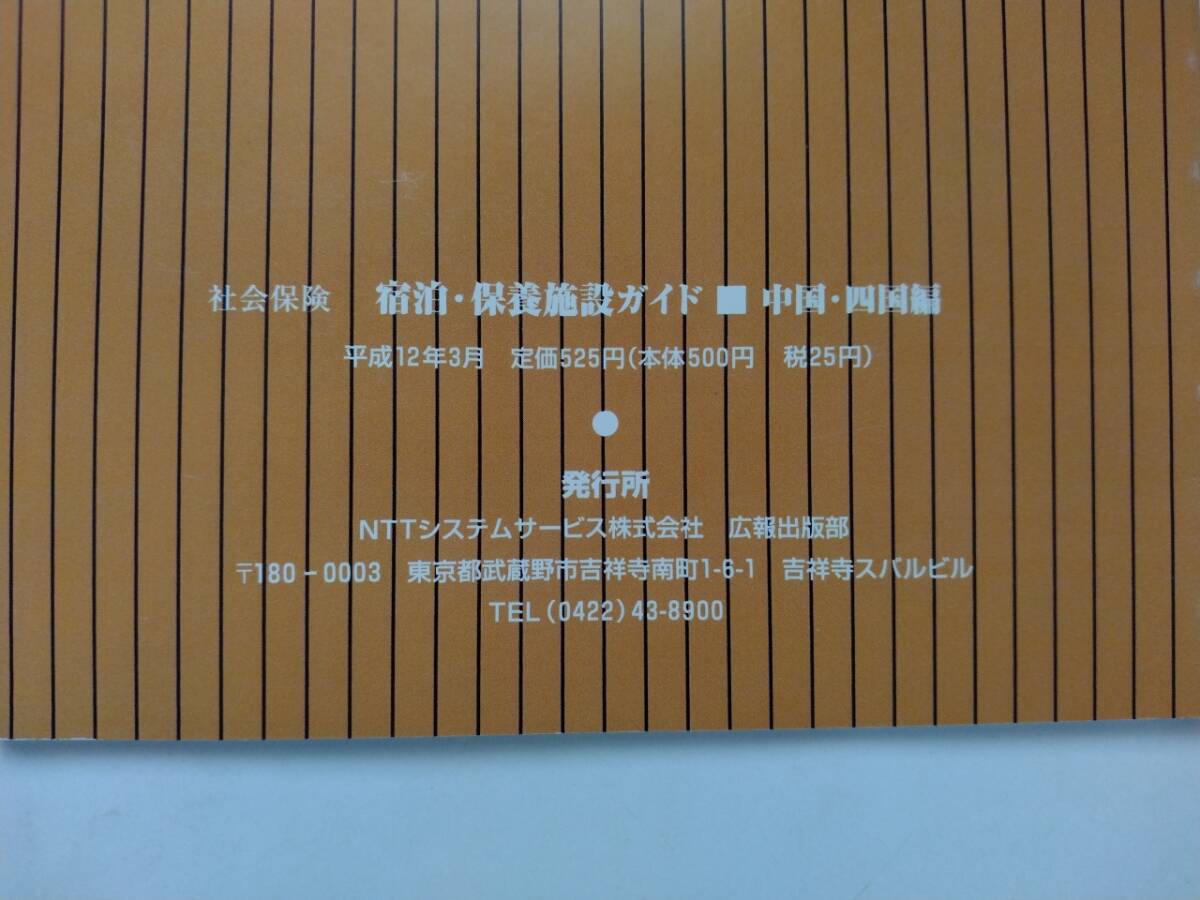 社会保険 宿泊・保養施設ガイド ■ 中国・四国編
平成12年3月 定価525円(本体500円 税25円)
●
発行所
NTTシステムサービス株式会社 広報出版部
〒180-0003 東京都武蔵野市吉祥寺南町1-6-1 吉祥寺スバルビル
TEL(0422)43-8900